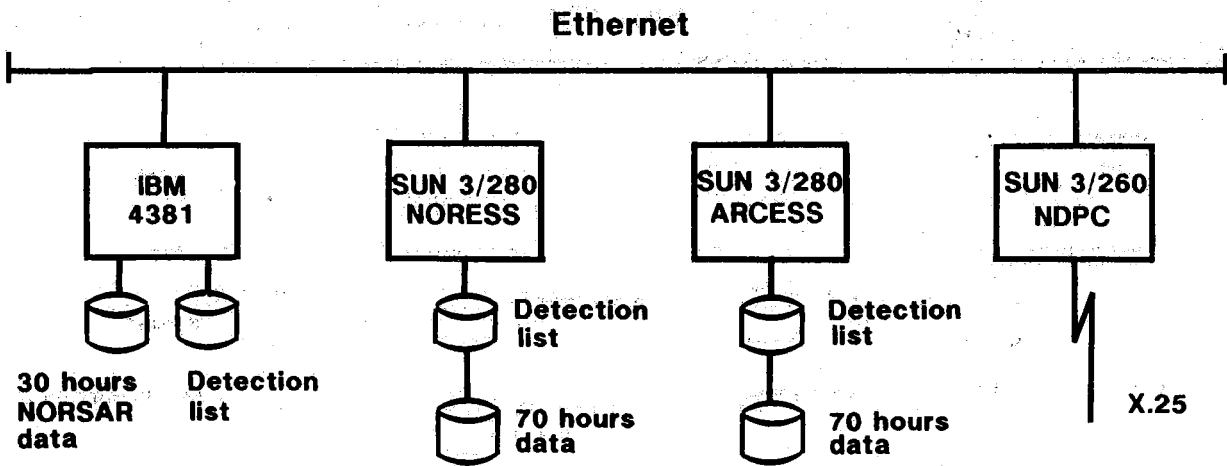 Ethernet
IBM
4381
SUN 3/280
NORESS
SUN 3/280
ARCESS
SUN 3/260
NDPC
30 hours
NORSAR
data
Detection
list
Detection
list
70 hours
data
Detection
list
70 hours
data
X.25